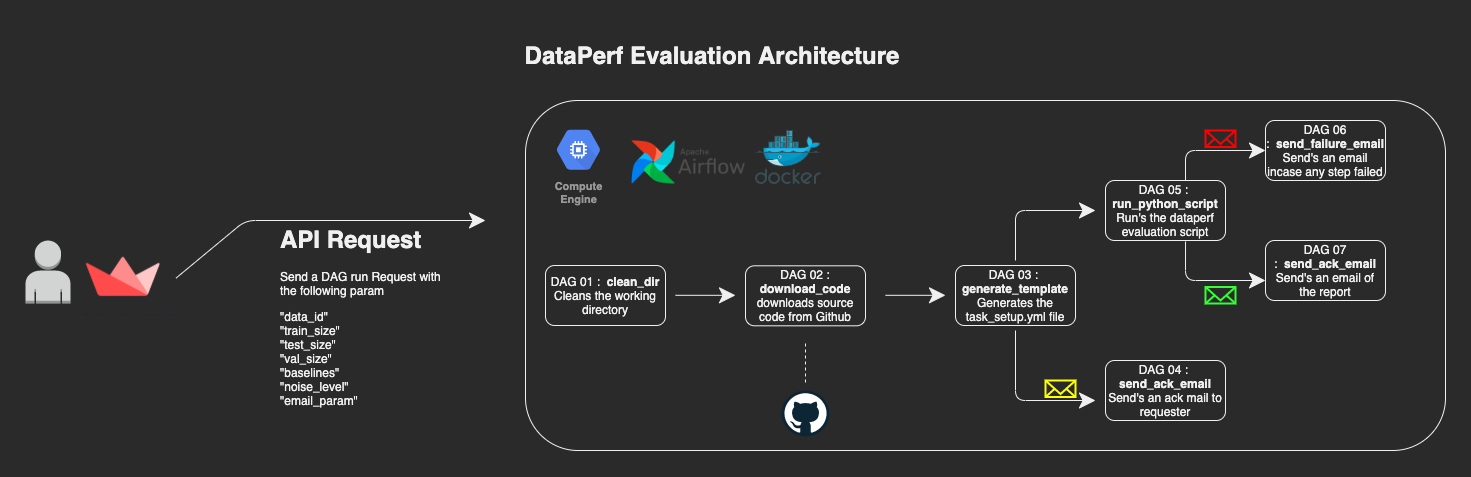 DataPerf Evaluation Architecture
Compute
Engine
Apache
Airflow
docker
API Request
Send a DAG run Request with
the following param
"data_id"
"train_size"
"test_size"
"val_size"
"baselines"
"noise_level"
"email_param"
DAG 01 : clean_dir
Cleans the working
directory
DAG 02 :
download_code
downloads source
code from Github
DAG 03 :
generate_template
Generates the
task_setup.yml file
DAG 04 :
send_ack_email
Send's an ack mail to
requester
DAG 05 :
run_python_script
Run's the dataperf
evaluation script
DAG 06
: send_failure_email
Send's an email
incase any step failed
DAG 07
: send_ack_email
Send's an email of
the report